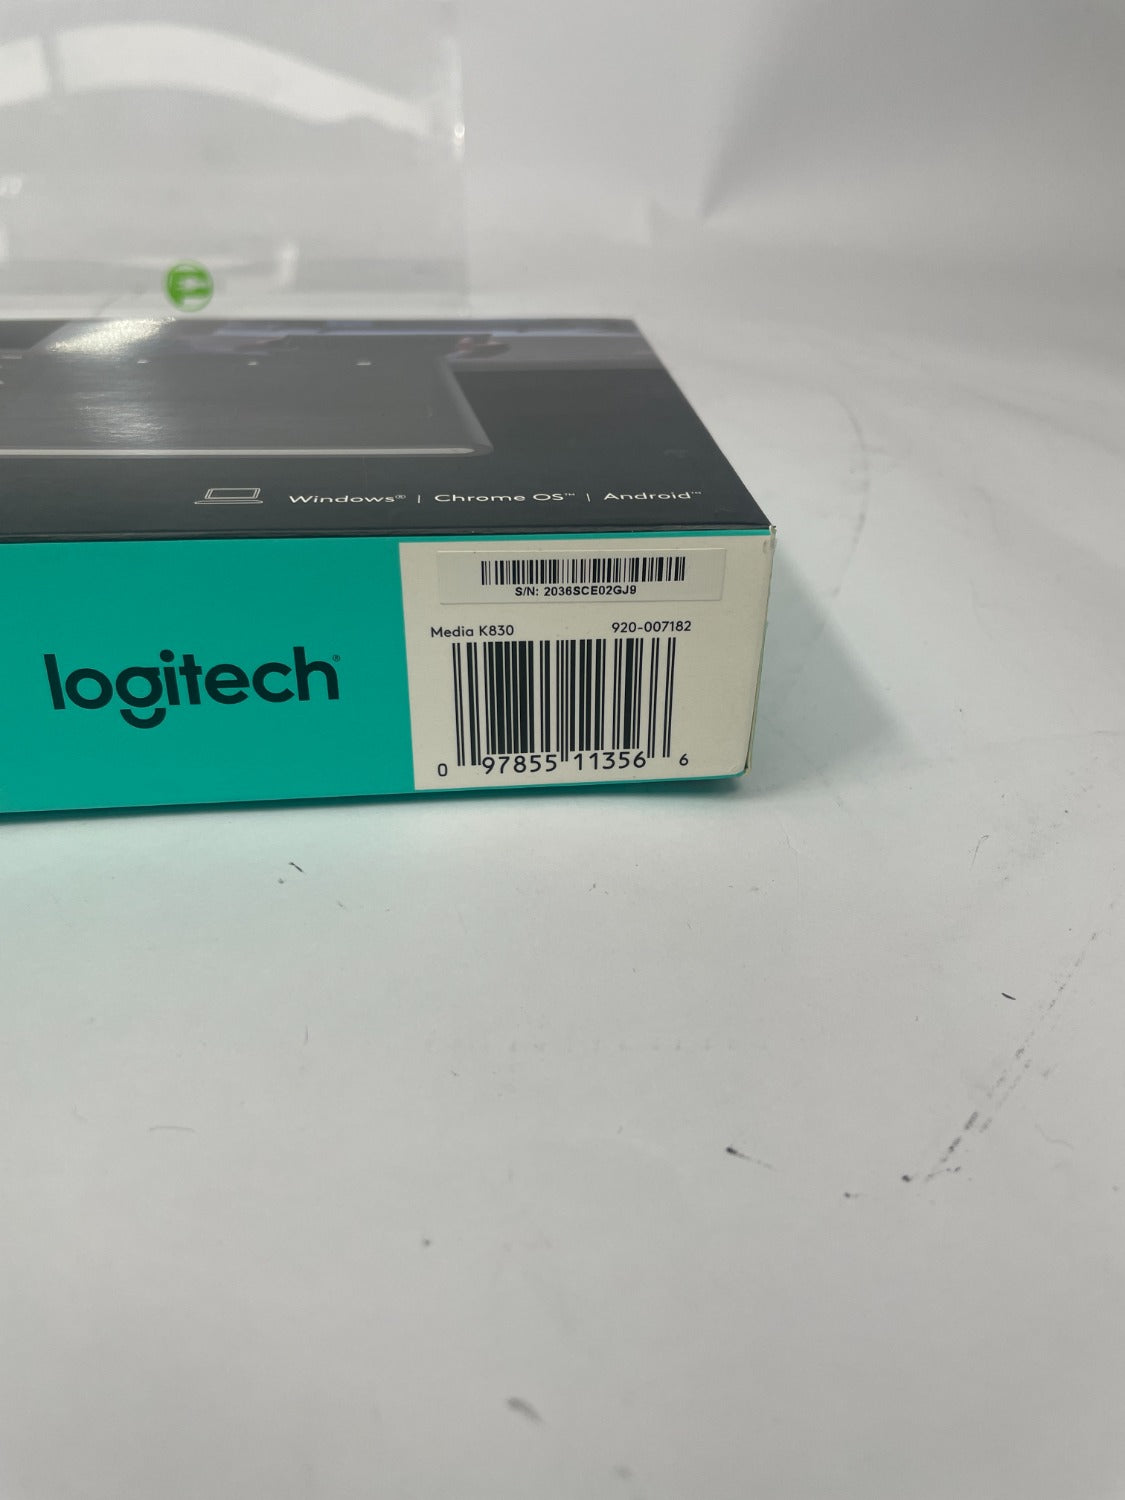 Windows® | Chrome OS™ | Android™
S/N: 2036SCE02GJ9
Media K830 920-007182
logitech®
0 97855 11356 6